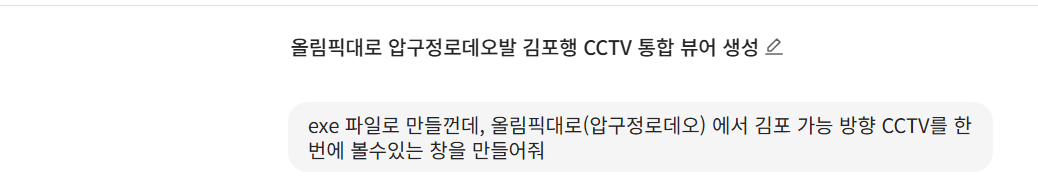 올림픽대로 압구정로데오발 김포행 CCTV 통합 뷰어 생성
exe 파일로 만들껀데, 올림픽대로(압구정로데오) 에서 김포 가능 방향 CCTV를 한
번에 볼수있는 창을 만들어줘